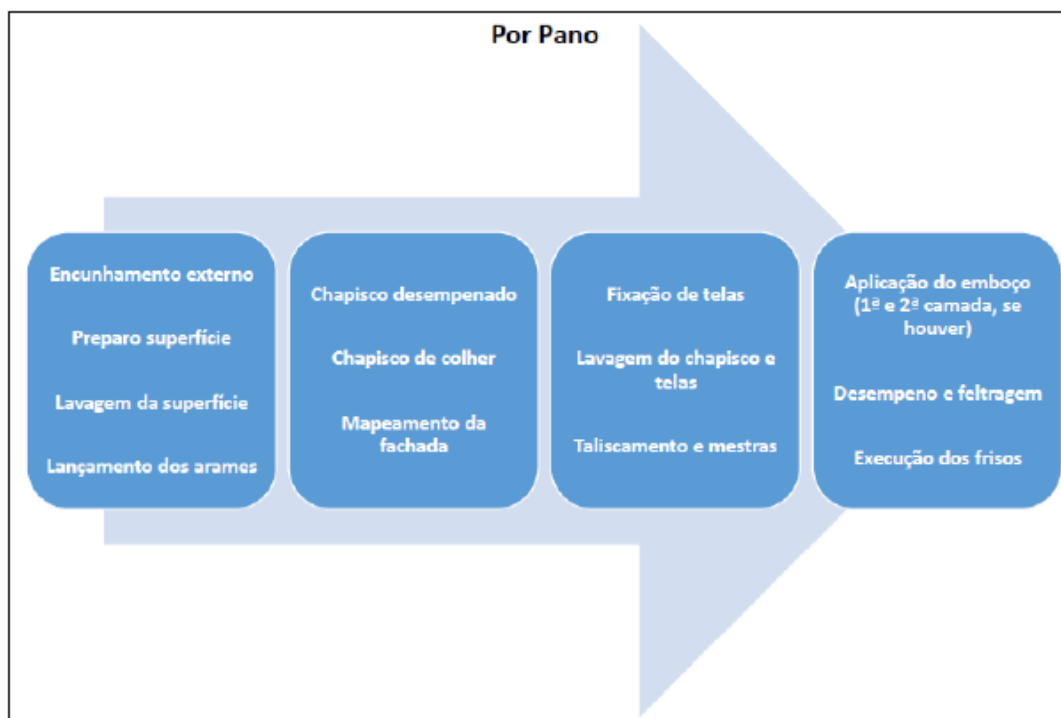 Por Pano
Encunhamento externo
Preparo superfície
Lavagem da superfície
Lançamento dos arames
Chapisco desempenado
Chapisco de colher
Mapeamento da
fachada
Fixação de telas
Lavagem do chapisco e
telas
Taliscamento e mestras
Aplicação do emboço
(1ª e 2ª camada, se
houver)
Desempeno e feltragem
Execução dos frisos